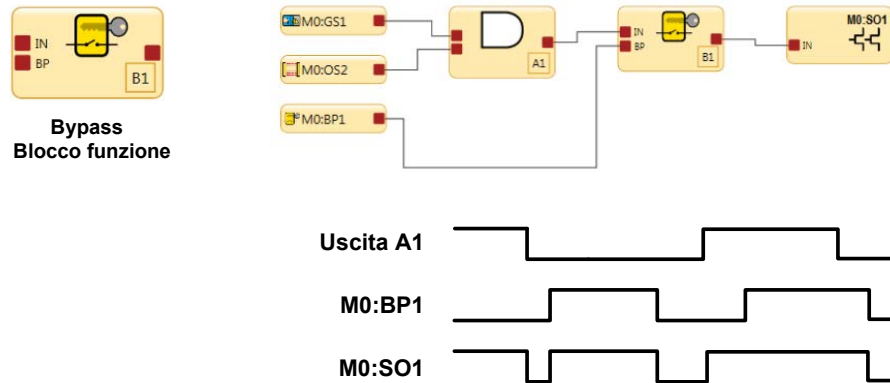 IN
BP
B1
Bypass
Blocco funzione
M0:GS1
M0:OS2
M0:BP1
A1
IN
BP
B1
M0:SO1
IN
Uscita A1
M0:BP1
M0:SO1